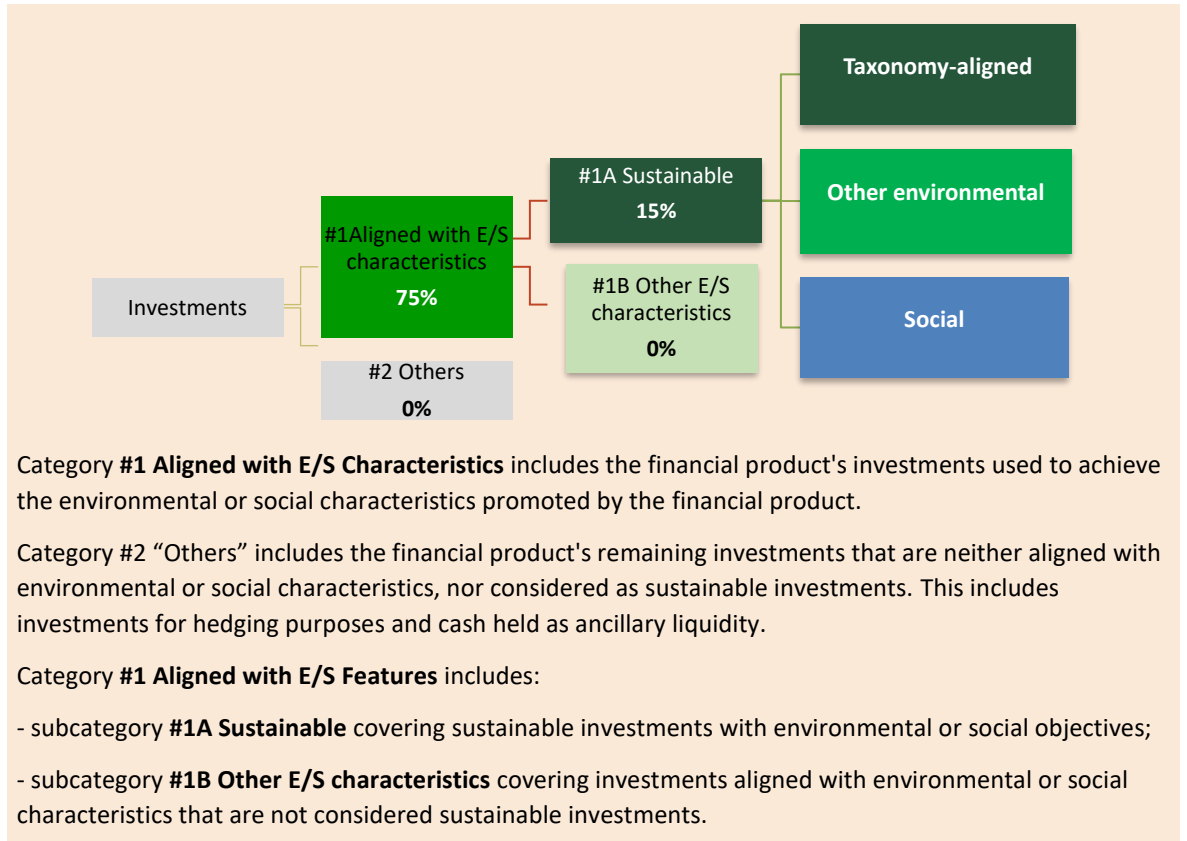 Taxonomy-aligned
#1A Sustainable
15%
Other environmental
#1Aligned with E/S
characteristics
75%
Investments
#1B Other E/S
characteristics
0%
Social
#2 Others
0%
Category #1 Aligned with E/S Characteristics includes the financial product's investments used to achieve
the environmental or social characteristics promoted by the financial product.
Category #2 “Others” includes the financial product's remaining investments that are neither aligned with
environmental or social characteristics, nor considered as sustainable investments. This includes
investments for hedging purposes and cash held as ancillary liquidity.
Category #1 Aligned with E/S Features includes:
- subcategory #1A Sustainable covering sustainable investments with environmental or social objectives;
- subcategory #1B Other E/S characteristics covering investments aligned with environmental or social
characteristics that are not considered sustainable investments.